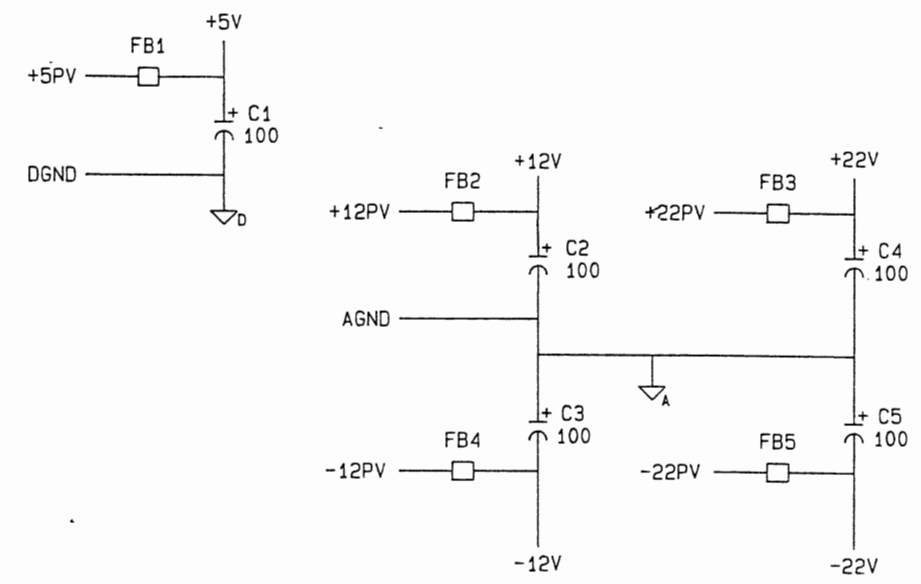 +5V
FB1
+5PV
+ C1
100
DGND
D
+12V
FB2
+12PV
+ C2
100
AGND
+22V
FB3
+22PV
+ C4
100
A
+ C3
100
FB4
-12PV
-12V
+ C5
100
FB5
-22PV
-22V